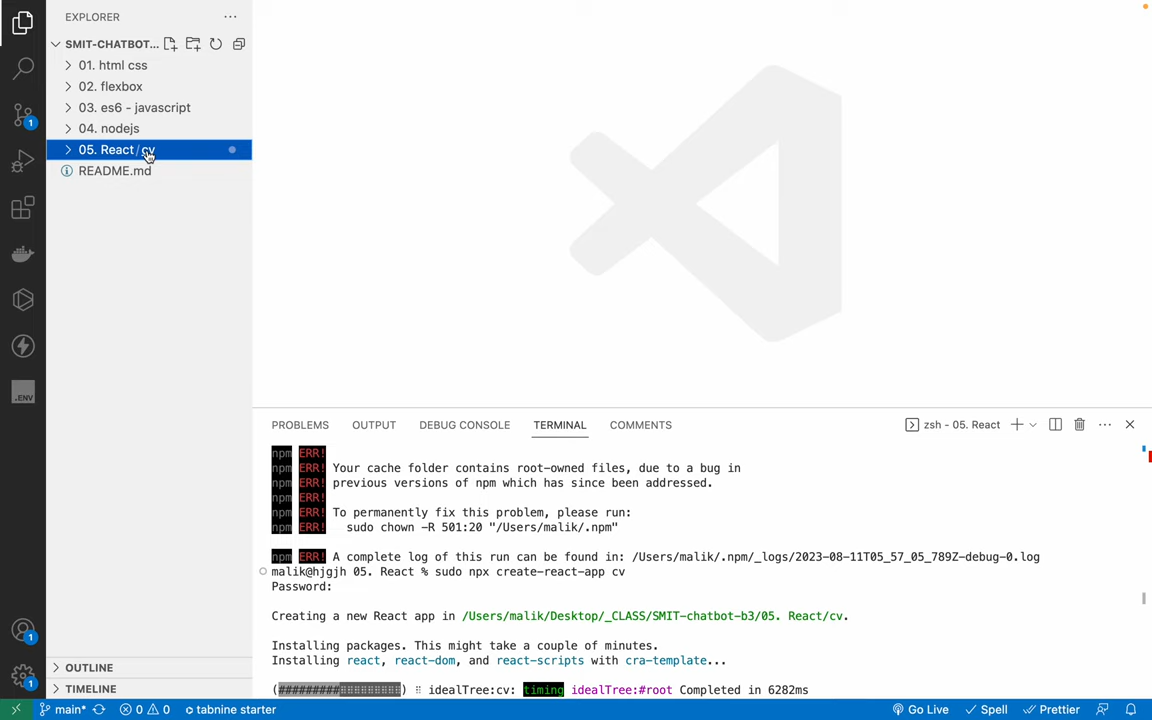 EXPLORER
SMIT-CHATBOT...
01. html css
02. flexbox
03. es6 - javascript
04. nodejs
05. React / cv
README.md
OUTLINE
TIMELINE
1
.ENV
1
1
PROBLEMS OUTPUT DEBUG CONSOLE TERMINAL COMMENTS zsh - 05. React
npm ERR!
npm ERR! Your cache folder contains root-owned files, due to a bug in
npm ERR! previous versions of npm which has since been addressed.
npm ERR!
npm ERR! To permanently fix this problem, please run:
npm ERR! sudo chown -R 501:20 "/Users/malik/.npm"
npm ERR! A complete log of this run can be found in: /Users/malik/.npm/_logs/2023-08-11T05_57_05_789Z-debug-0.log
malik@hjgjh 05. React % sudo npx create-react-app cv
Password:
Creating a new React app in /Users/malik/Desktop/_CLASS/SMIT-chatbot-b3/05. React/cv.
Installing packages. This might take a couple of minutes.
Installing react, react-dom, and react-scripts with cra-template...
(#########⠂⠂⠂⠂⠂⠂⠂⠂⠂) ⠸ idealTree:cv: timing idealTree:#root Completed in 6282ms
main* 0 0 tabnine starter Go Live Spell Prettier